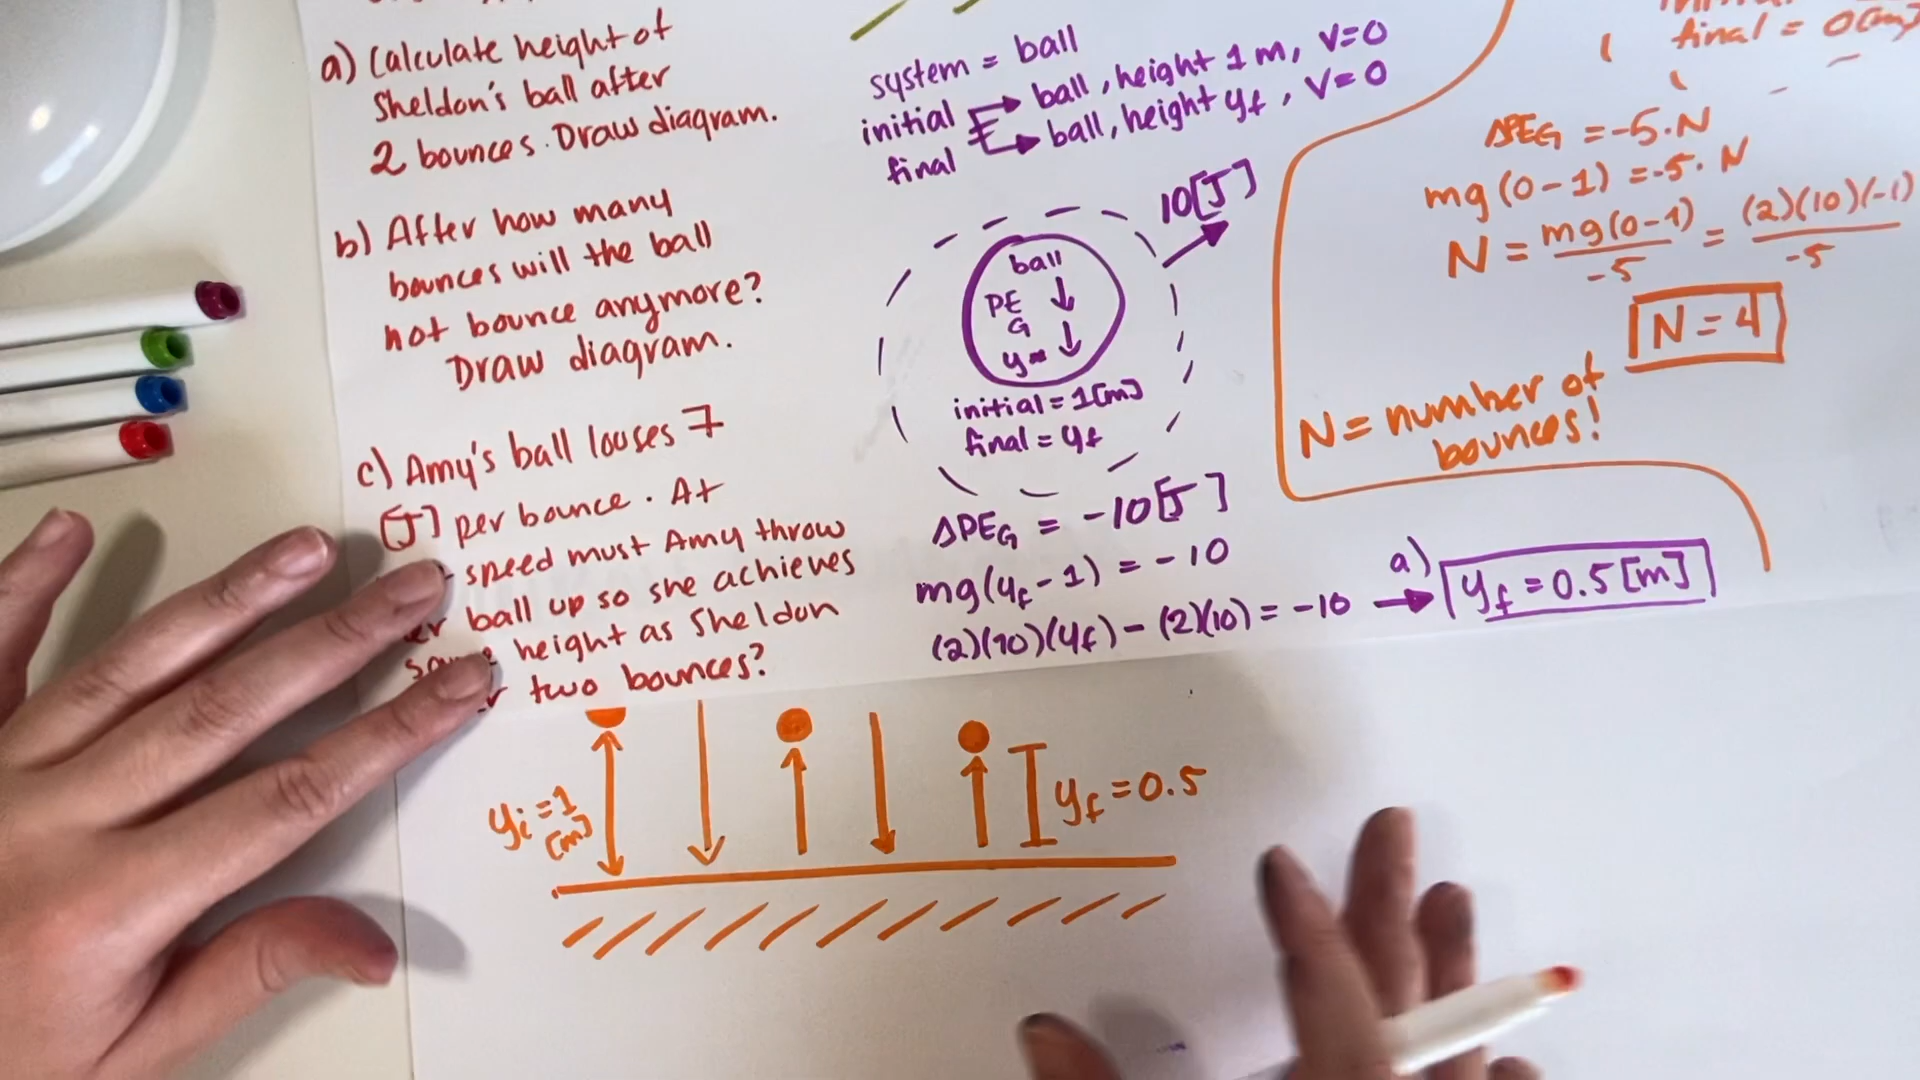 a) Calculate height of
Sheldon's ball after
2 bounces. Draw diagram.
b) After how many
bounces will the ball
not bounce anymore?
Draw diagram.
c) Amy's ball louses 7
[J] per bounce. At
speed must Amy throw
ball up so she achieves
height as Sheldon
two bounces?
system = ball
initial → ball, height 1 m, V=0
final → ball, height yf, V=0
10[J]
ball ↓
PE
G
y= ↓
initial = 1[m]
final = yf
ΔPEG = -10[J]
mg(yf-1) = -10
(2)(10)(yf) - (2)(10) = -10 →
a) yf = 0.5[m]
final = 0[m]
ΔPEG = -5·N
mg(0-1) = -5·N
N = mg(0-1)/-5 = (2)(10)(-1)/-5
N = 4
N = number of
bounces!
yi = 1
[m]
yf = 0.5